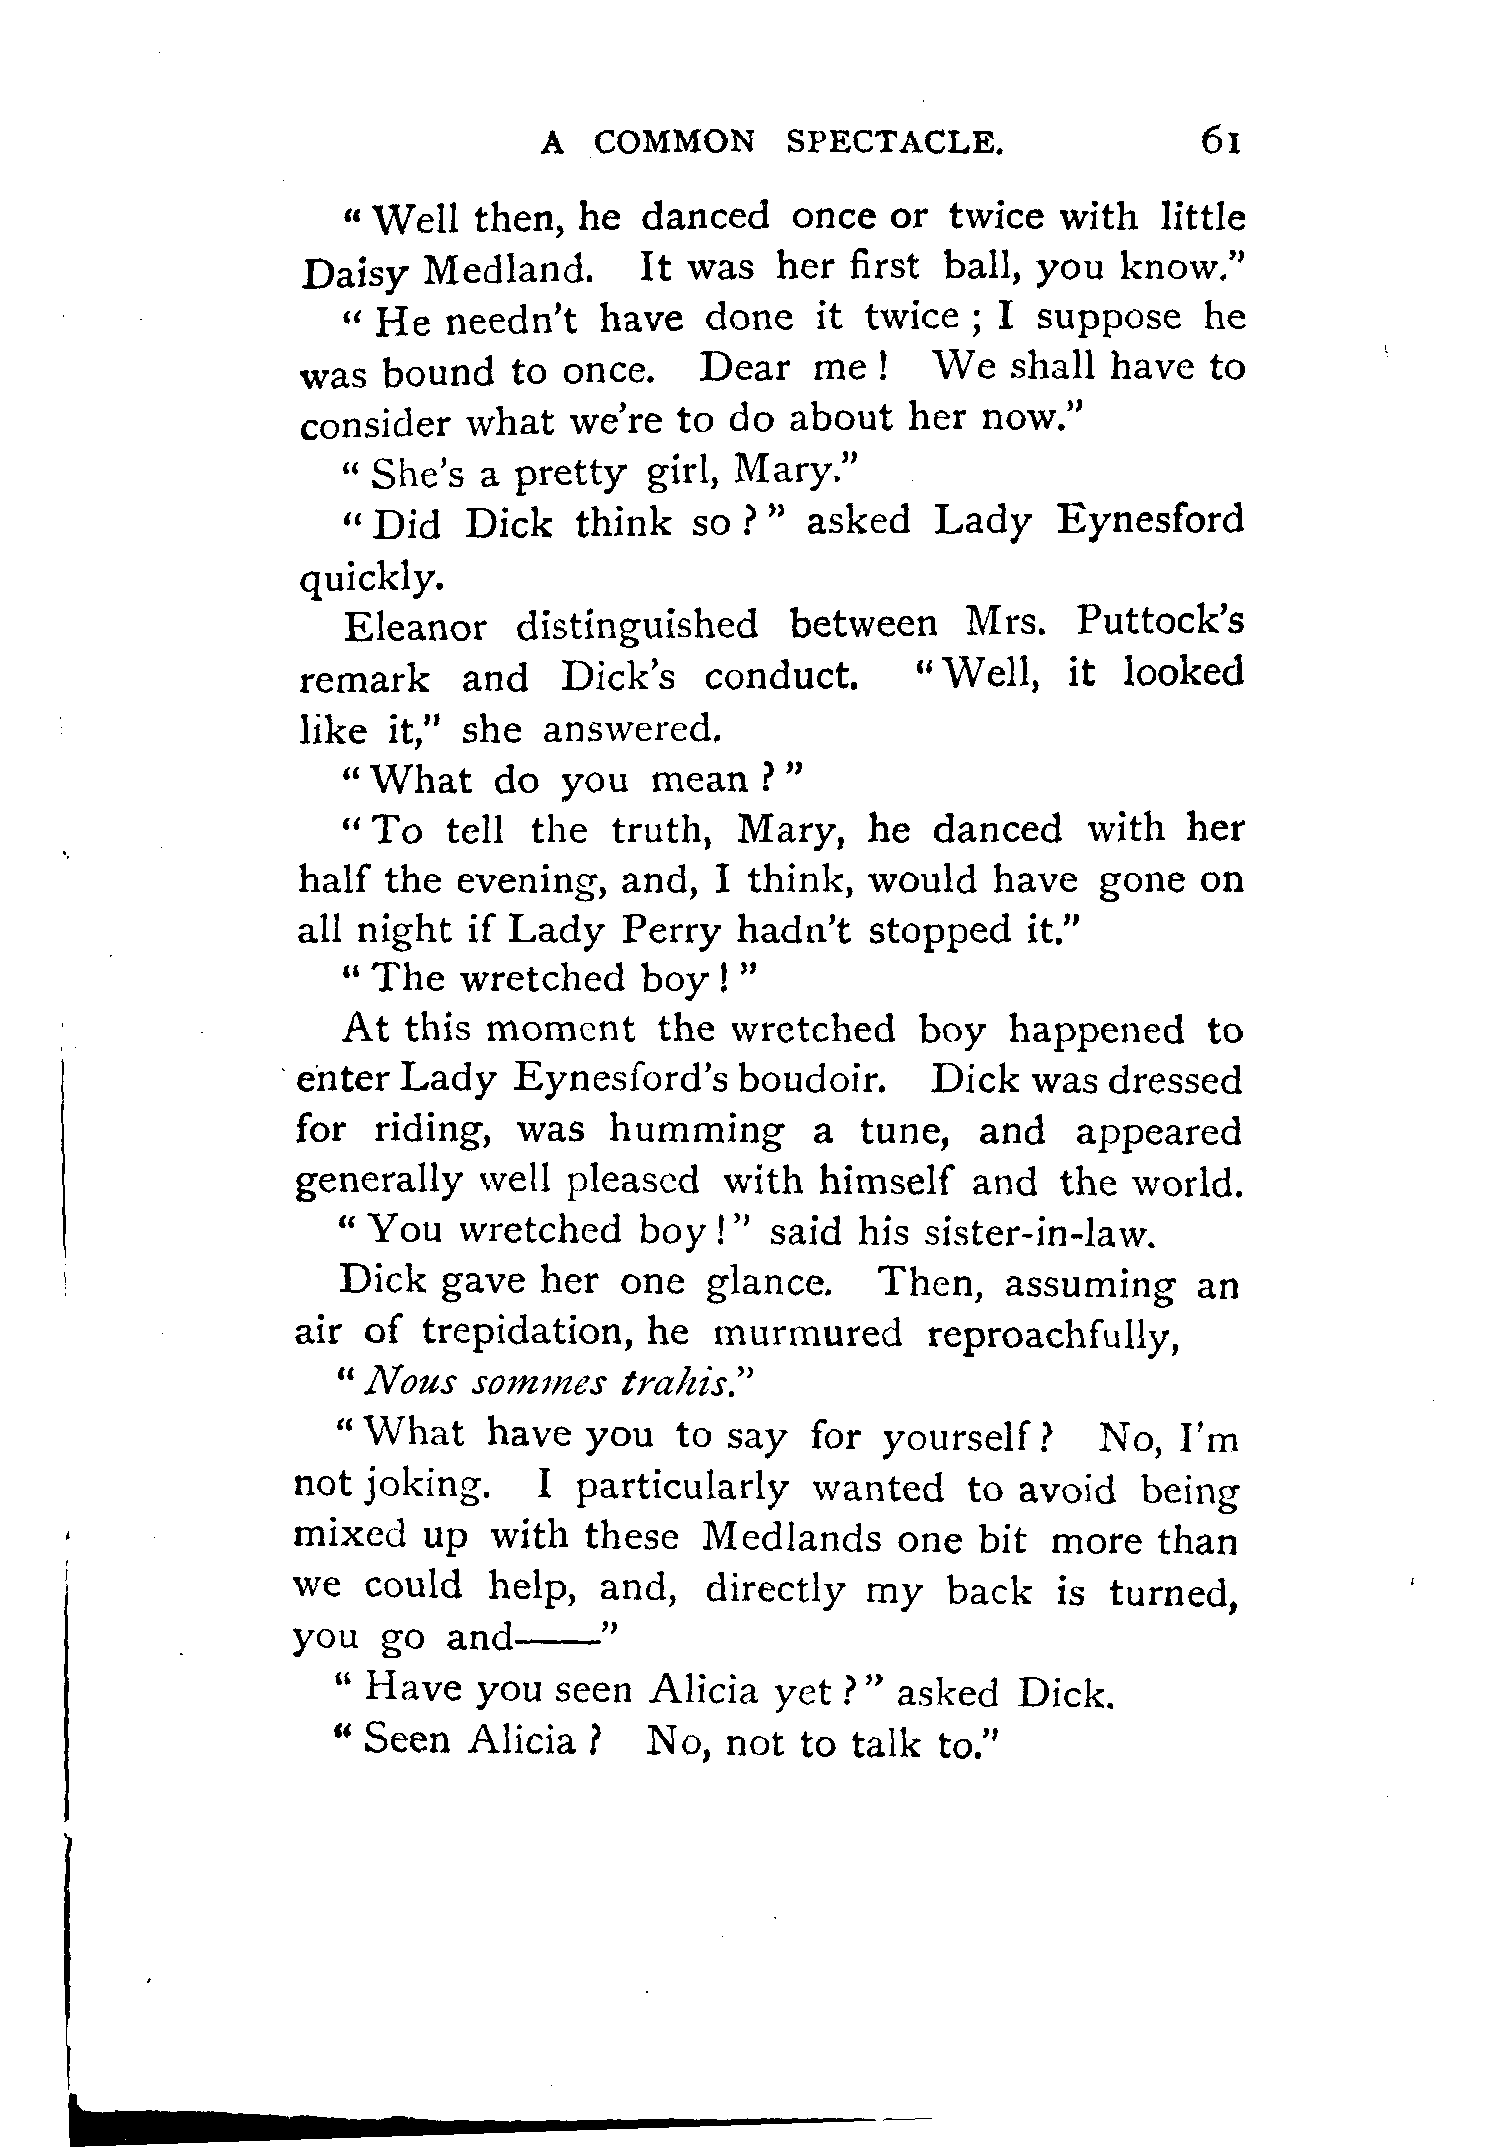 A COMMON SPECTACLE. 61
"Well then, he danced once or twice with little
Daisy Medland. It was her first ball, you know."
"He needn't have done it twice; I suppose he
was bound to once. Dear me! We shall have to
consider what we're to do about her now."
"She's a pretty girl, Mary."
"Did Dick think so?" asked Lady Eynesford
quickly.
Eleanor distinguished between Mrs. Puttock's
remark and Dick's conduct. "Well, it looked
like it," she answered.
"What do you mean?"
"To tell the truth, Mary, he danced with her
half the evening, and, I think, would have gone on
all night if Lady Perry hadn't stopped it."
"The wretched boy!"
At this moment the wretched boy happened to
enter Lady Eynesford's boudoir. Dick was dressed
for riding, was humming a tune, and appeared
generally well pleased with himself and the world.
"You wretched boy!" said his sister-in-law.
Dick gave her one glance. Then, assuming an
air of trepidation, he murmured reproachfully,
"Nous sommes trahis."
"What have you to say for yourself? No, I'm
not joking. I particularly wanted to avoid being
mixed up with these Medlands one bit more than
we could help, and, directly my back is turned,
you go and——"
"Have you seen Alicia yet?" asked Dick.
"Seen Alicia? No, not to talk to."